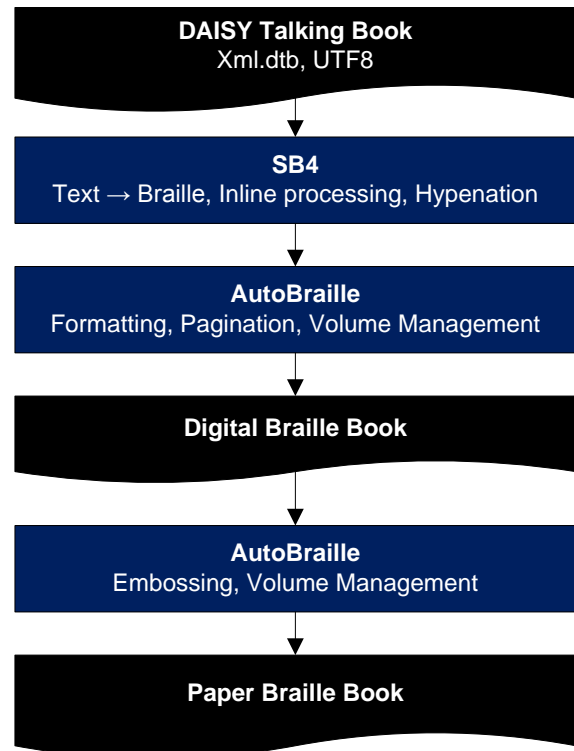 DAISY Talking Book
Xml.dtb, UTF8
SB4
Text → Braille, Inline processing, Hypenation
AutoBraille
Formatting, Pagination, Volume Management
Digital Braille Book
AutoBraille
Embossing, Volume Management
Paper Braille Book